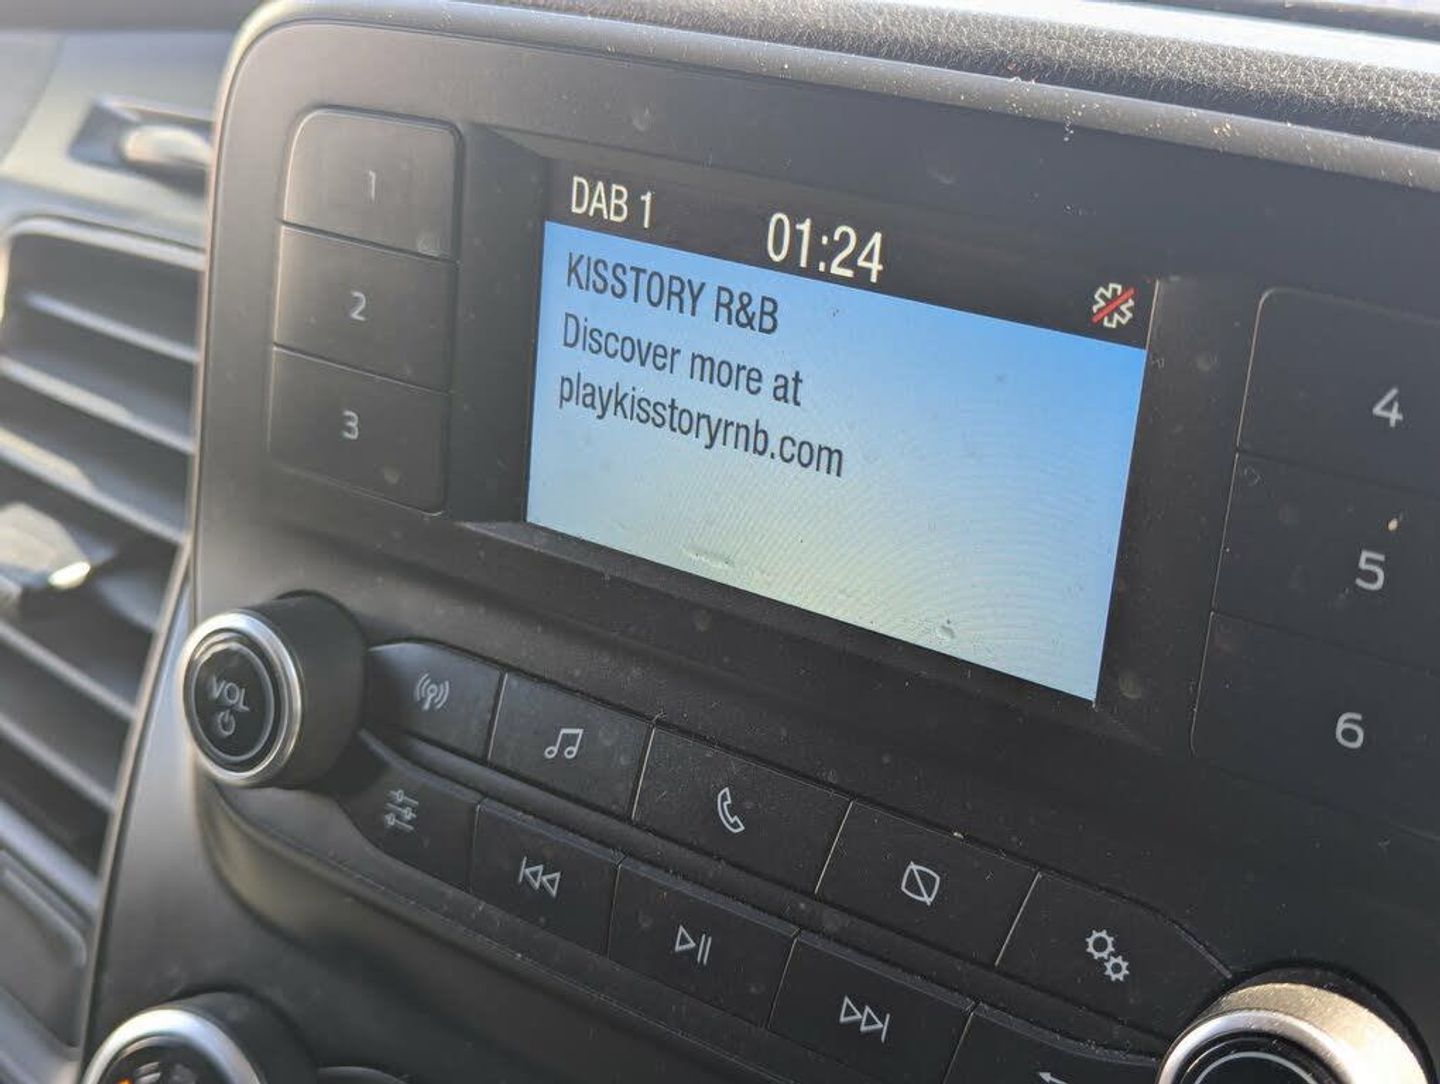 DAB 1
01:24
KISSTORY R&B
Discover more at
playkisstoryrnb.com
1
2
3
4
5
6
VOL